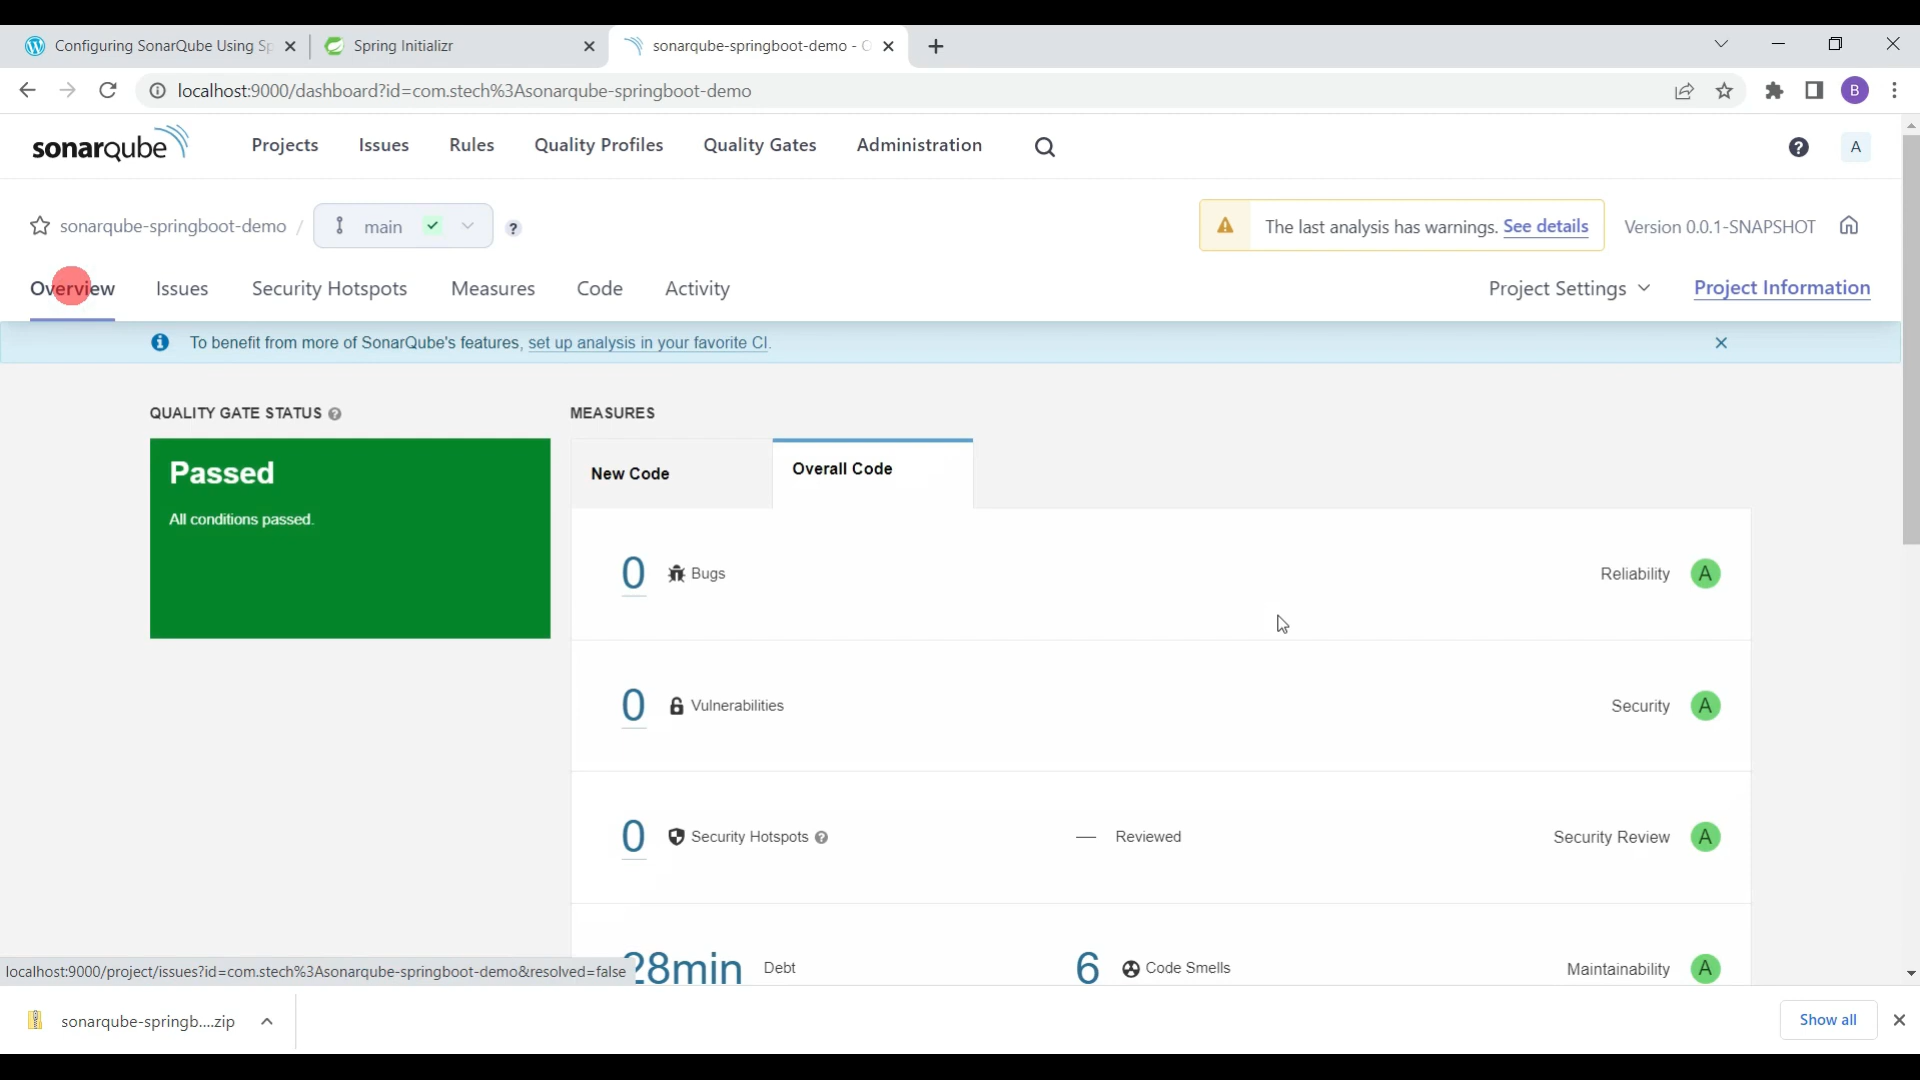 Configuring SonarQube Using Sp
Spring Initializr
sonarqube-springboot-demo - O
localhost:9000/dashboard?id=com.stech%3Asonarqube-springboot-demo
B
sonarqube
Projects
Issues
Rules
Quality Profiles
Quality Gates
Administration
A
sonarqube-springboot-demo /
main
The last analysis has warnings. See details
Version 0.0.1-SNAPSHOT
Overview
Issues
Security Hotspots
Measures
Code
Activity
Project Settings
Project Information
To benefit from more of SonarQube's features, set up analysis in your favorite CI.
QUALITY GATE STATUS
MEASURES
Passed
All conditions passed.
New Code
Overall Code
0 Bugs
Reliability A
0 Vulnerabilities
Security A
0 Security Hotspots
— Reviewed
Security Review A
28min Debt
6 Code Smells
Maintainability A
localhost:9000/project/issues?id=com.stech%3Asonarqube-springboot-demo&resolved=false
sonarqube-springb....zip
Show all